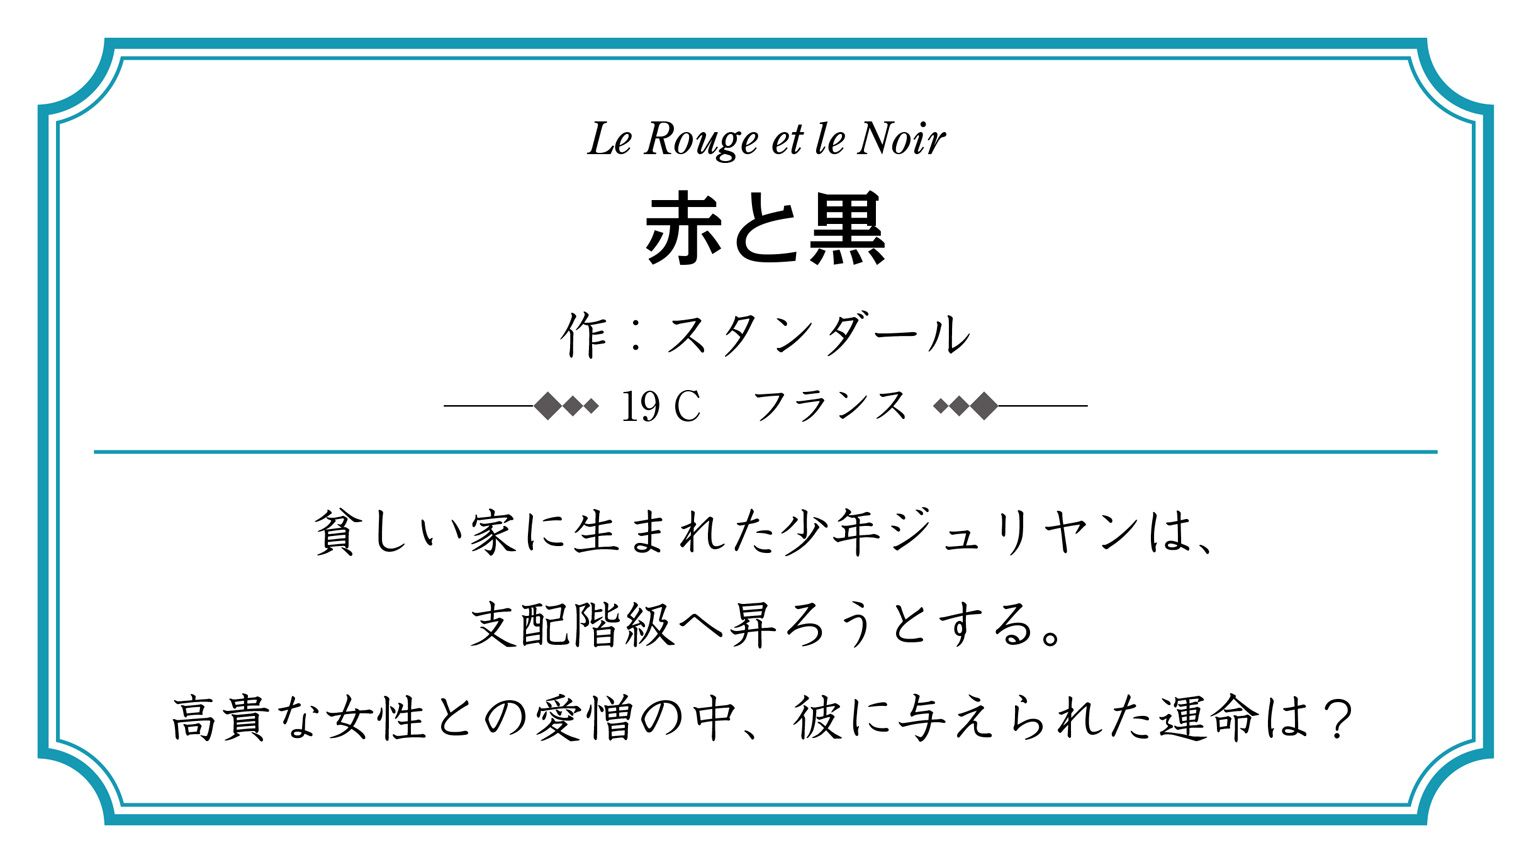 Le Rouge et le Noir
赤と黒
作：スタンダール
19 C　フランス
貧しい家に生まれた少年ジュリヤンは、
支配階級へ昇ろうとする。
高貴な女性との愛憎の中、彼に与えられた運命は？